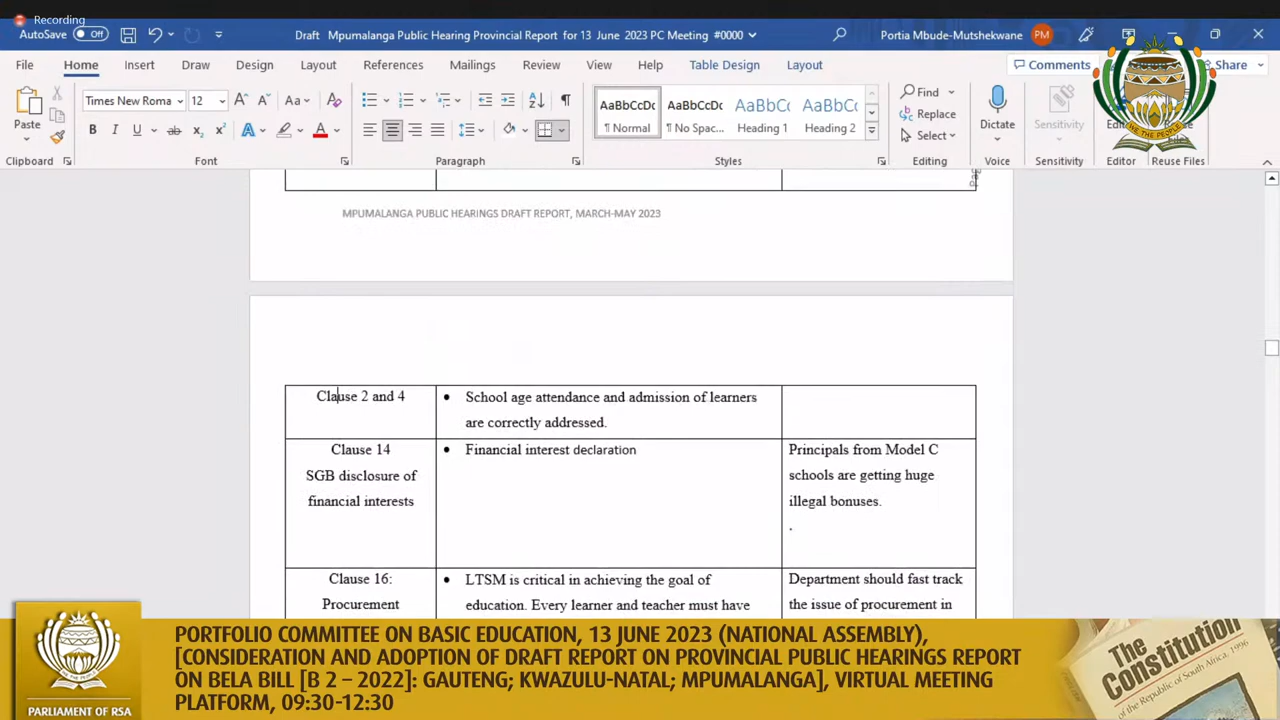 Recording
AutoSave Off Draft Mpumalanga Public Hearing Provincial Report for 13 June 2023 PC Meeting #0000 Portia Mbude-Mutshekwane PM
File Home Insert Draw Design Layout References Mailings Review View Help Table Design Layout Comments Share
Paste Times New Roma 12 Aa AaBbCcDc AaBbCcDc AaBbCc AaBbCc Find Replace Select Dictate Sensitivity
¶ Normal ¶ No Spac... Heading 1 Heading 2
Clipboard Font Paragraph Styles Editing Voice Sensitivity Editor Reuse Files
MPUMALANGA PUBLIC HEARINGS DRAFT REPORT, MARCH-MAY 2023
Clause 2 and 4
• School age attendance and admission of learners
are correctly addressed.
Clause 14
SGB disclosure of
financial interests
• Financial interest declaration
Principals from Model C
schools are getting huge
illegal bonuses.
.
Clause 16:
Procurement
• LTSM is critical in achieving the goal of
education. Every learner and teacher must have
Department should fast track
the issue of procurement in
PORTFOLIO COMMITTEE ON BASIC EDUCATION, 13 JUNE 2023 (NATIONAL ASSEMBLY),
[CONSIDERATION AND ADOPTION OF DRAFT REPORT ON PROVINCIAL PUBLIC HEARINGS REPORT
ON BELA BILL [B 2 – 2022]: GAUTENG; KWAZULU-NATAL; MPUMALANGA], VIRTUAL MEETING
PLATFORM, 09:30-12:30
PARLIAMENT OF RSA
The
Constitution
of the Republic of South Africa, 1996